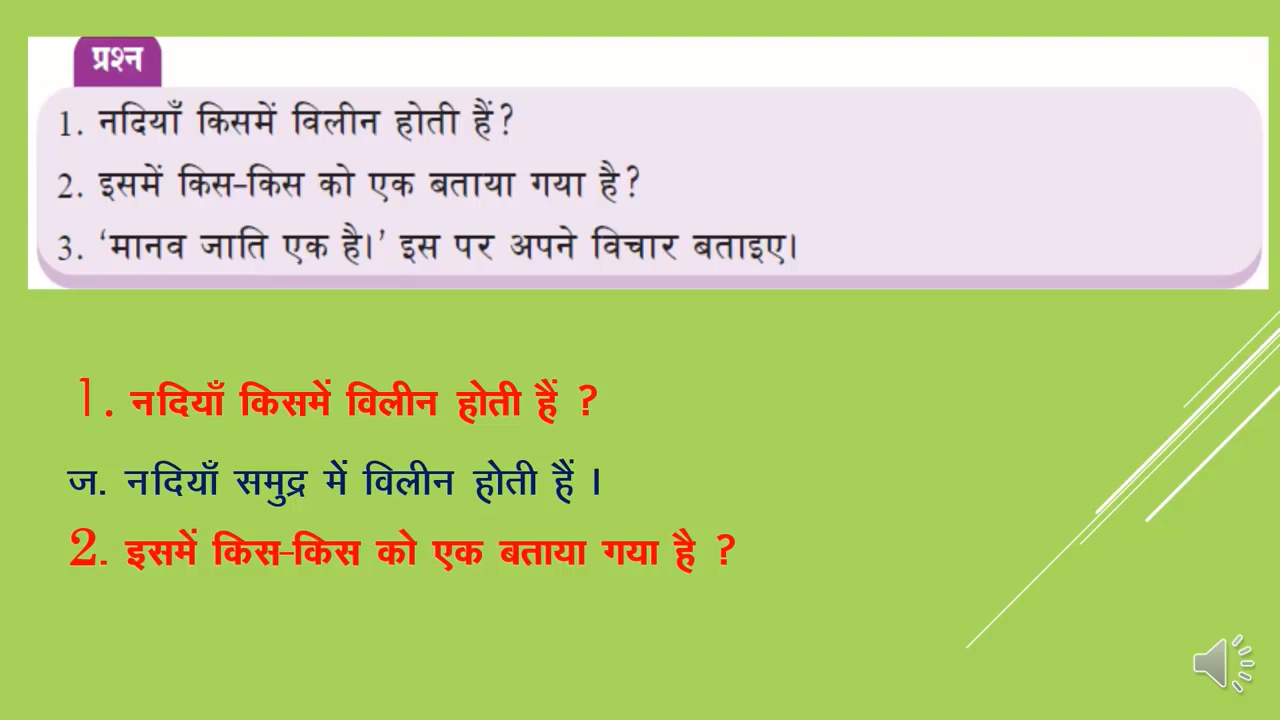 प्रश्न
1. नदियाँ किसमें विलीन होती हैं?
2. इसमें किस-किस को एक बताया गया है?
3. ‘मानव जाति एक है।’ इस पर अपने विचार बताइए।
1. नदियाँ किसमें विलीन होती हैं ?
ज. नदियाँ समुद्र में विलीन होती हैं ।
2. इसमें किस-किस को एक बताया गया है ?